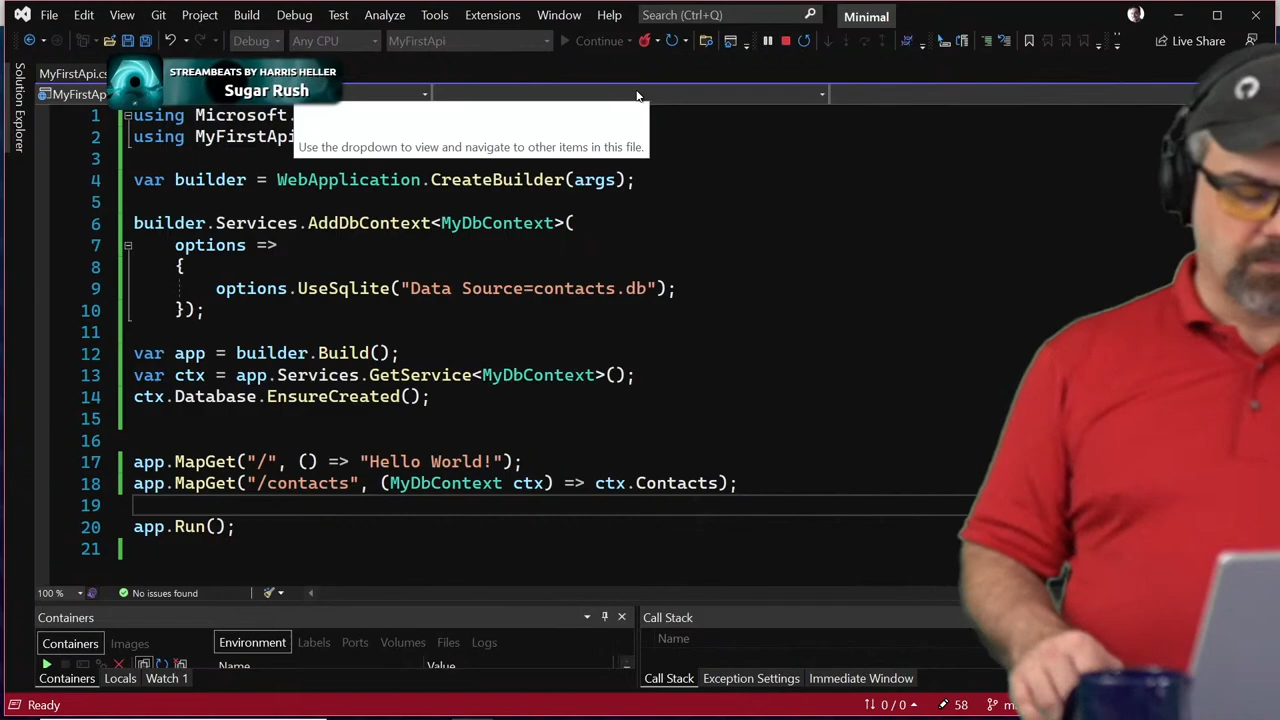 File Edit View Git Project Build Debug Test Analyze Tools Extensions Window Help Search (Ctrl+Q) Minimal
Debug Any CPU MyFirstApi Continue Live Share
MyFirstApi.cs
STREAMBEATS BY HARRIS HELLER
Sugar Rush
MyFirstAp
Use the dropdown to view and navigate to other items in this file.
1 using Microsoft.
2 using MyFirstApi
3
4 var builder = WebApplication.CreateBuilder(args);
5
6 builder.Services.AddDbContext<MyDbContext>(
7 options =>
8 {
9 options.UseSqlite("Data Source=contacts.db");
10 });
11
12 var app = builder.Build();
13 var ctx = app.Services.GetService<MyDbContext>();
14 ctx.Database.EnsureCreated();
15
16
17 app.MapGet("/", () => "Hello World!");
18 app.MapGet("/contacts", (MyDbContext ctx) => ctx.Contacts);
19
20 app.Run();
21
Solution Explorer
100 % No issues found
Containers Call Stack
Containers Images Environment Labels Ports Volumes Files Logs Name
Name Value
Containers Locals Watch 1 Call Stack Exception Settings Immediate Window
Ready 0 / 0 58